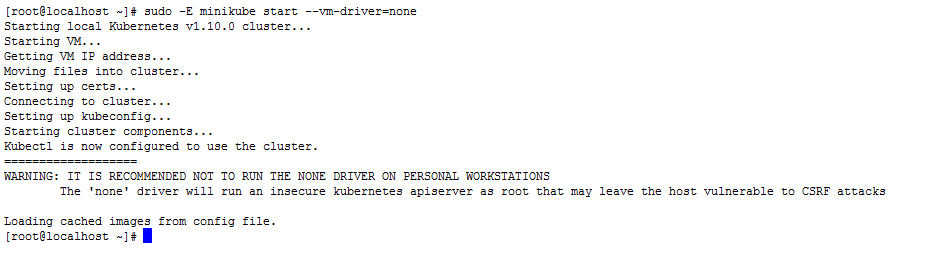 [root@localhost ~]# sudo -E minikube start --vm-driver=none
Starting local Kubernetes v1.10.0 cluster...
Starting VM...
Getting VM IP address...
Moving files into cluster...
Setting up certs...
Connecting to cluster...
Setting up kubeconfig...
Starting cluster components...
Kubectl is now configured to use the cluster.
===================
WARNING: IT IS RECOMMENDED NOT TO RUN THE NONE DRIVER ON PERSONAL WORKSTATIONS
        The 'none' driver will run an insecure kubernetes apiserver as root that may leave the host vulnerable to CSRF attacks
Loading cached images from config file.
[root@localhost ~]#